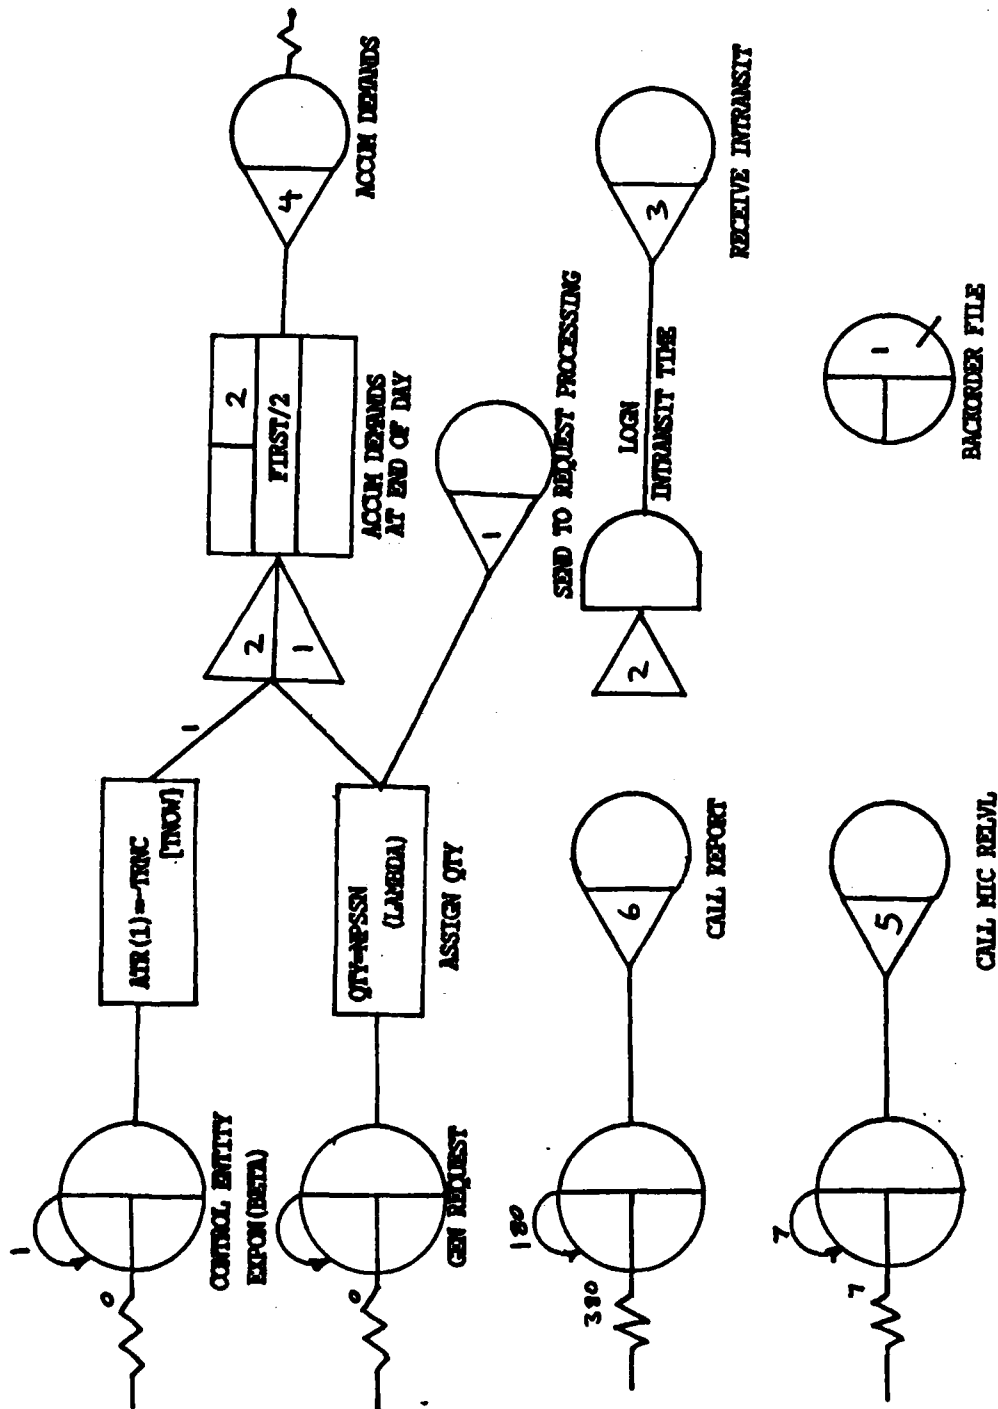 1
0
CONTROL ENTITY
ATR(1)=-TRNC
[TNOW]
1
2
1
2
FIRST/2
ACCUM DEMANDS
AT END OF DAY
4
ACCUM DEMANDS
EXPON(BETA)
0
GEN REQUEST
QTY=NPSSN
(LAMBDA)
ASSIGN QTY
1
SEND TO REQUEST PROCESSING
180
380
6
CALL REPORT
2
LOGN
INTRANSIT TIME
3
RECEIVE INTRANSIT
7
7
5
CALL MIC RELVL
1
BACKORDER FILE